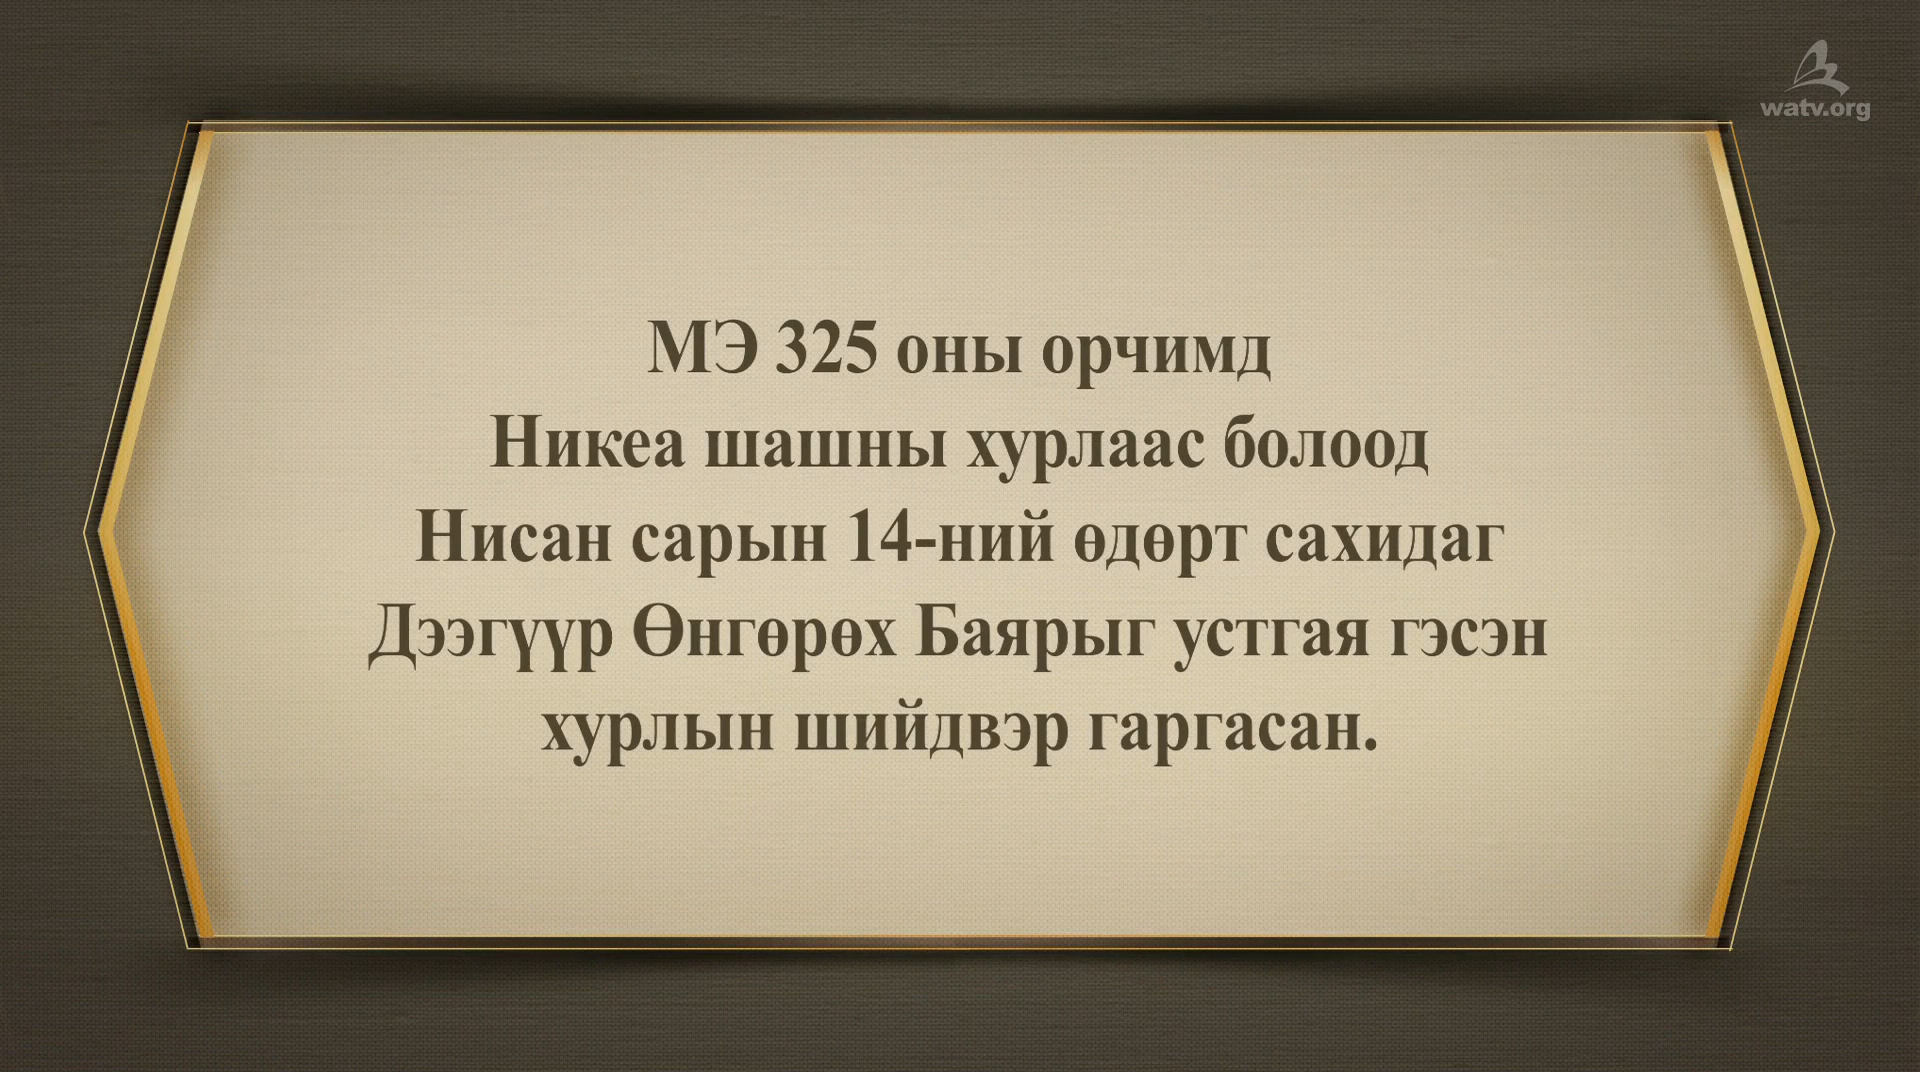 watv.org
МЭ 325 оны орчимд
Никеа шашны хурлаас болоод
Нисан сарын 14-ний өдөрт сахидаг
Дээгүүр Өнгөрөх Баярыг устгая гэсэн
хурлын шийдвэр гаргасан.